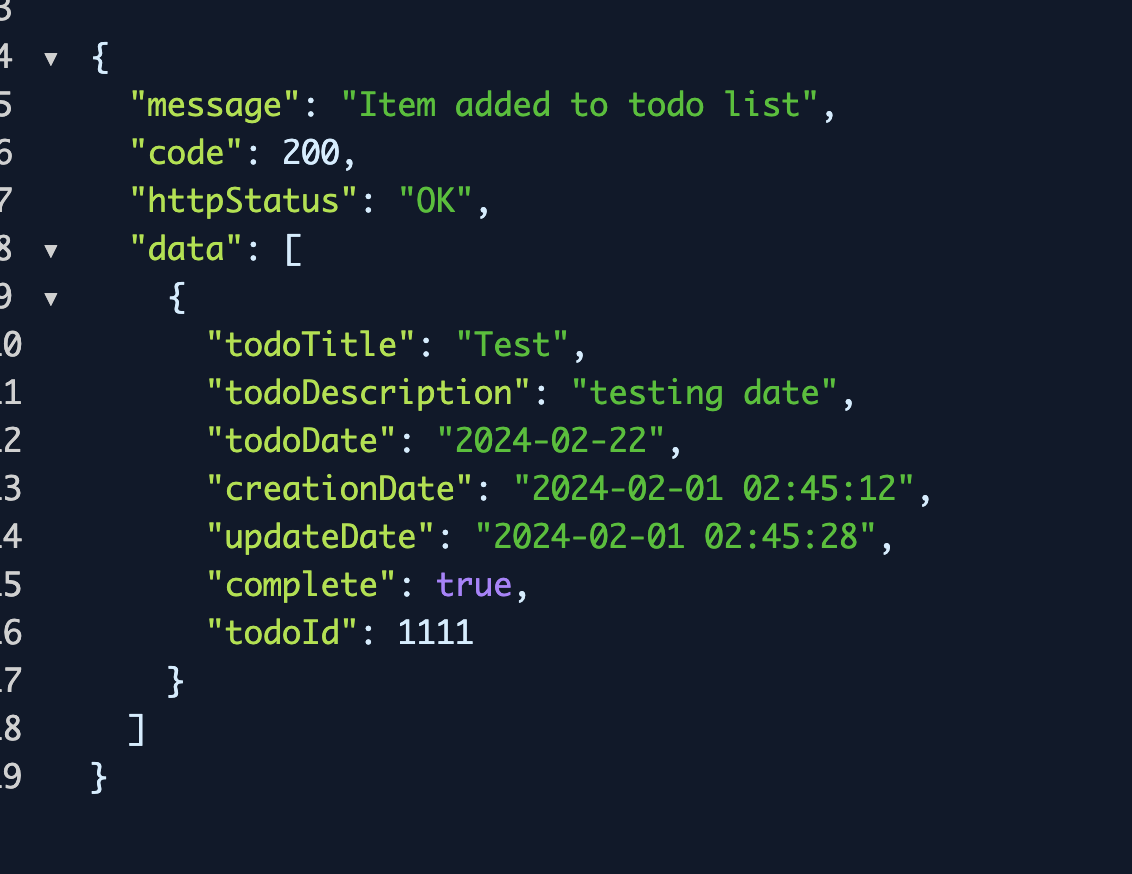 3
4 ▼ {
5 "message": "Item added to todo list",
6 "code": 200,
7 "httpStatus": "OK",
8 ▼ "data": [
9 ▼ {
10 "todoTitle": "Test",
11 "todoDescription": "testing date",
12 "todoDate": "2024-02-22",
13 "creationDate": "2024-02-01 02:45:12",
14 "updateDate": "2024-02-01 02:45:28",
15 "complete": true,
16 "todoId": 1111
17 }
18 ]
19 }